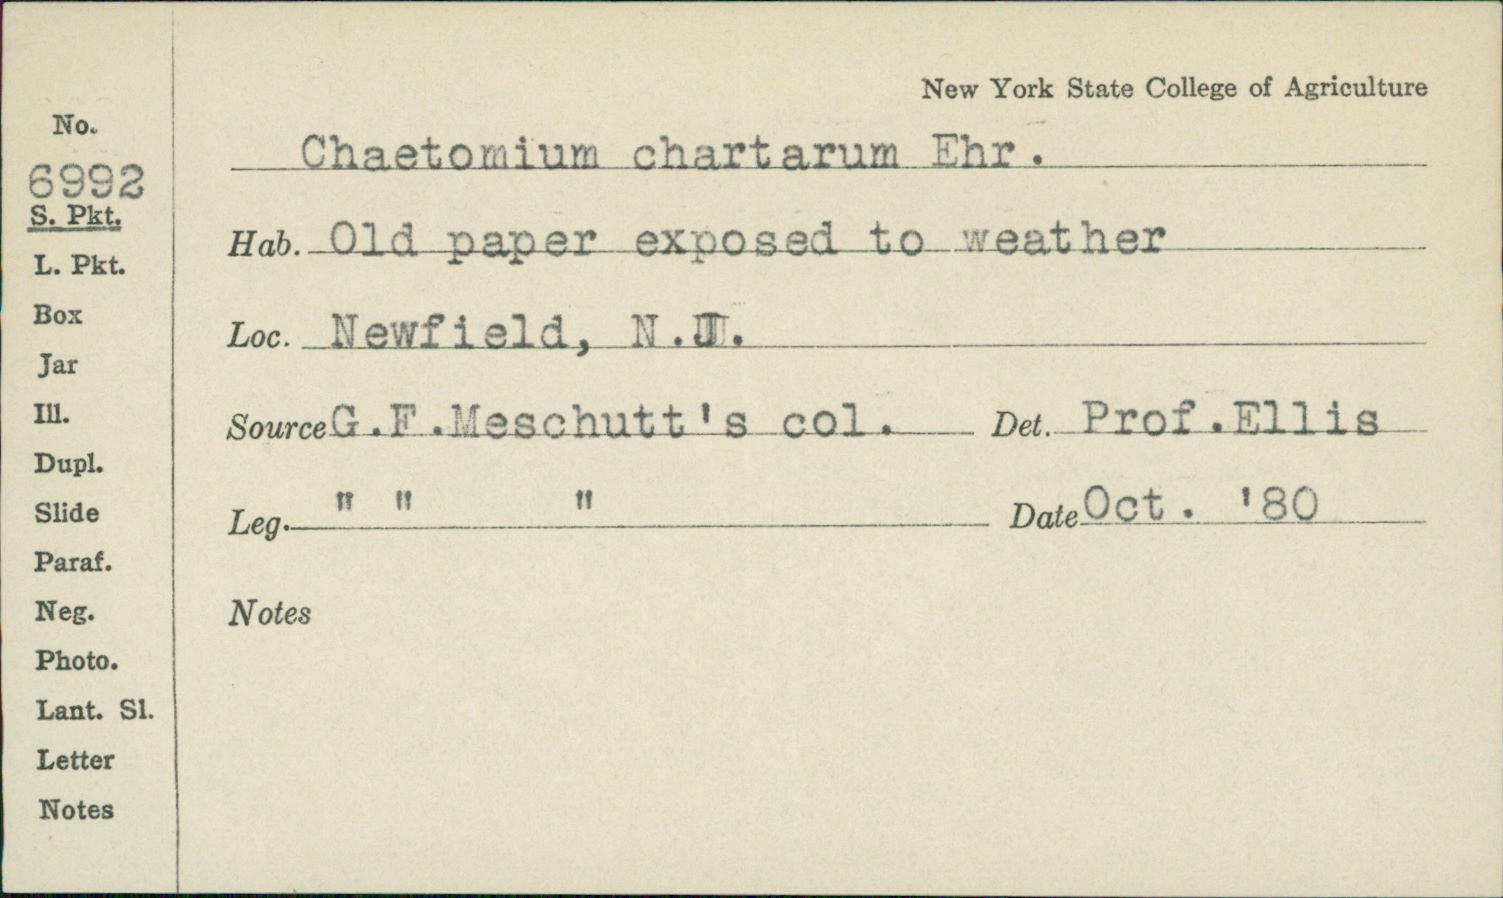 New York State College of Agriculture
No.
6992
S. Pkt.
L. Pkt.
Box
Jar
Ill.
Dupl.
Slide
Paraf.
Neg.
Photo.
Lant. Sl.
Letter
Notes
Chaetomium chartarum Ehr.
Hab. Old paper exposed to weather
Loc. Newfield, N.J.
Source G.F.Meschutt's col. Det. Prof.Ellis
Leg. " " " Date Oct. '80
Notes